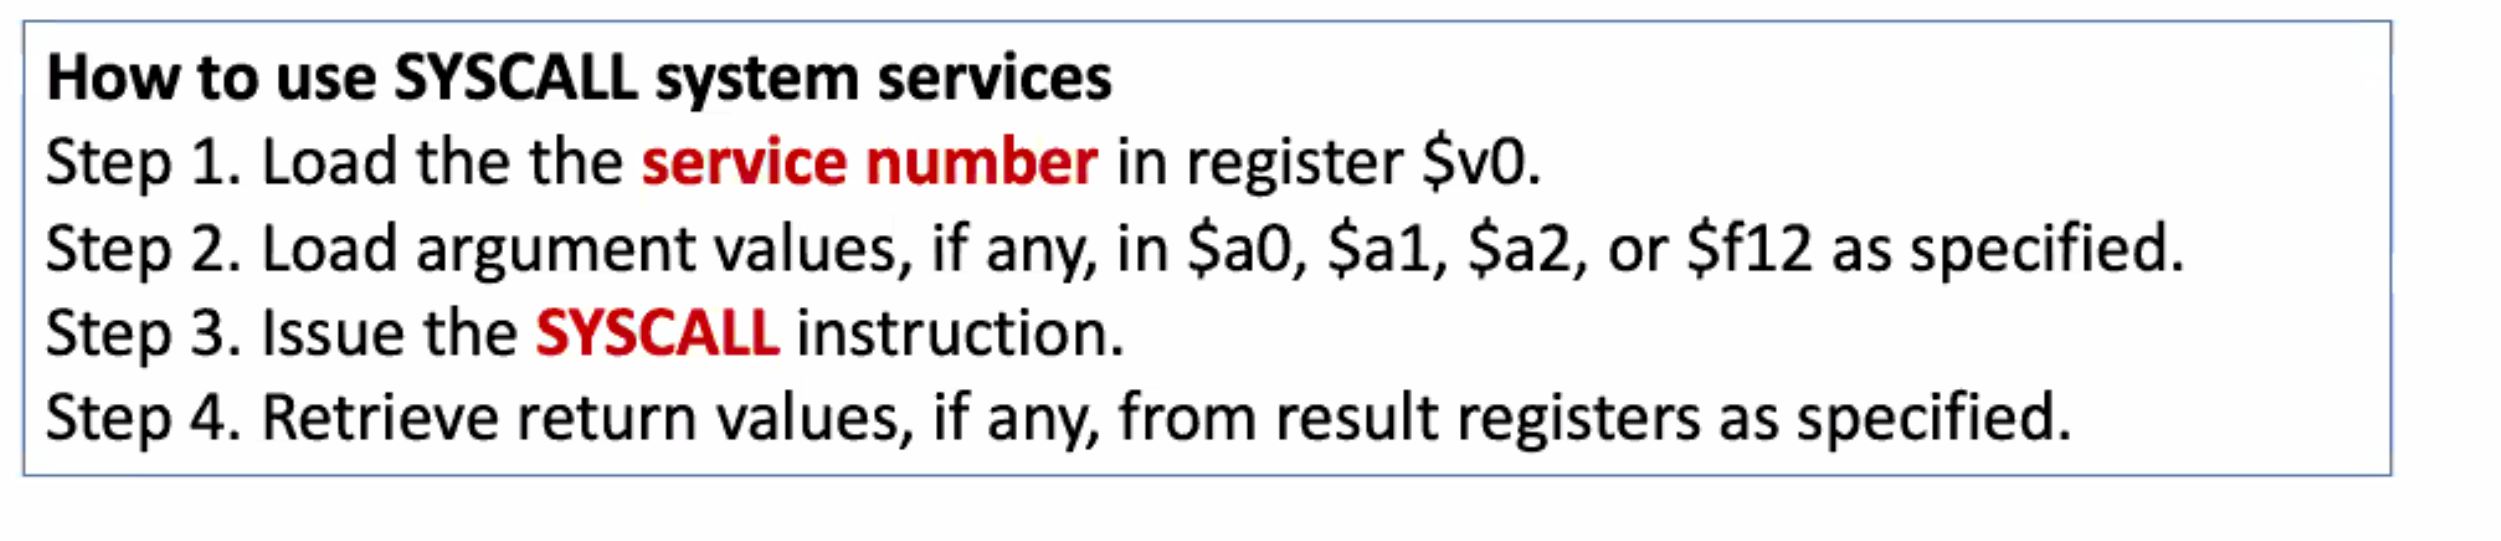 How to use SYSCALL system services
Step 1. Load the the service number in register $v0.
Step 2. Load argument values, if any, in $a0, $a1, $a2, or $f12 as specified.
Step 3. Issue the SYSCALL instruction.
Step 4. Retrieve return values, if any, from result registers as specified.